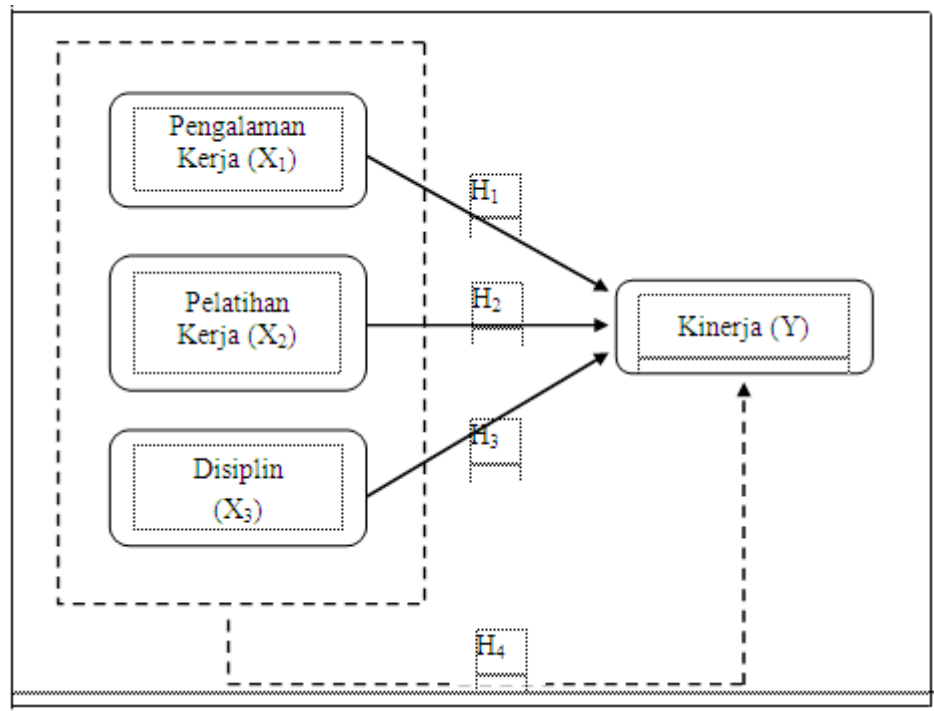 Pengalaman
Kerja (X₁)
H₁
Pelatihan
Kerja (X₂)
H₂
Kinerja (Y)
Disiplin
(X₃)
H₃
H₄